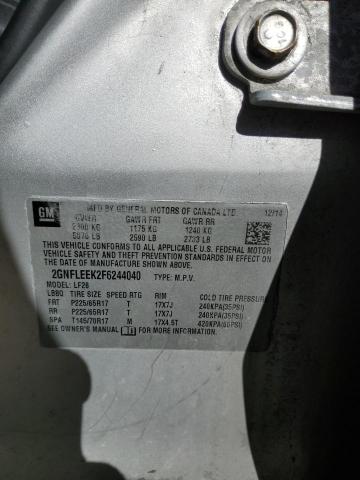 GM
MFD BY GENERAL MOTORS OF CANADA LTD
12/14
GVWR GAWR FRT GAWR RR
2300 KG 1175 KG 1240 KG
5070 LB 2590 LB 2733 LB
THIS VEHICLE CONFORMS TO ALL APPLICABLE U.S. FEDERAL MOTOR
VEHICLE SAFETY, BUMPER, AND THEFT PREVENTION STANDARDS
IN EFFECT ON THE DATE OF MANUFACTURE SHOWN ABOVE.
2GNFLEEK2F6244040 TYPE: M.P.V.
MODEL: LF26
TIRE SIZE SPEED RTG RIM COLD TIRE PRESSURE
FRT P225/65R17 T 17X7J 240KPA(35PSI)
RR P225/65R17 T 17X7J 240KPA(35PSI)
SPA T145/70R17 M 17X4.5T 420KPA(60PSI)
SEE OWNER'S MANUAL FOR MORE INFORMATION.